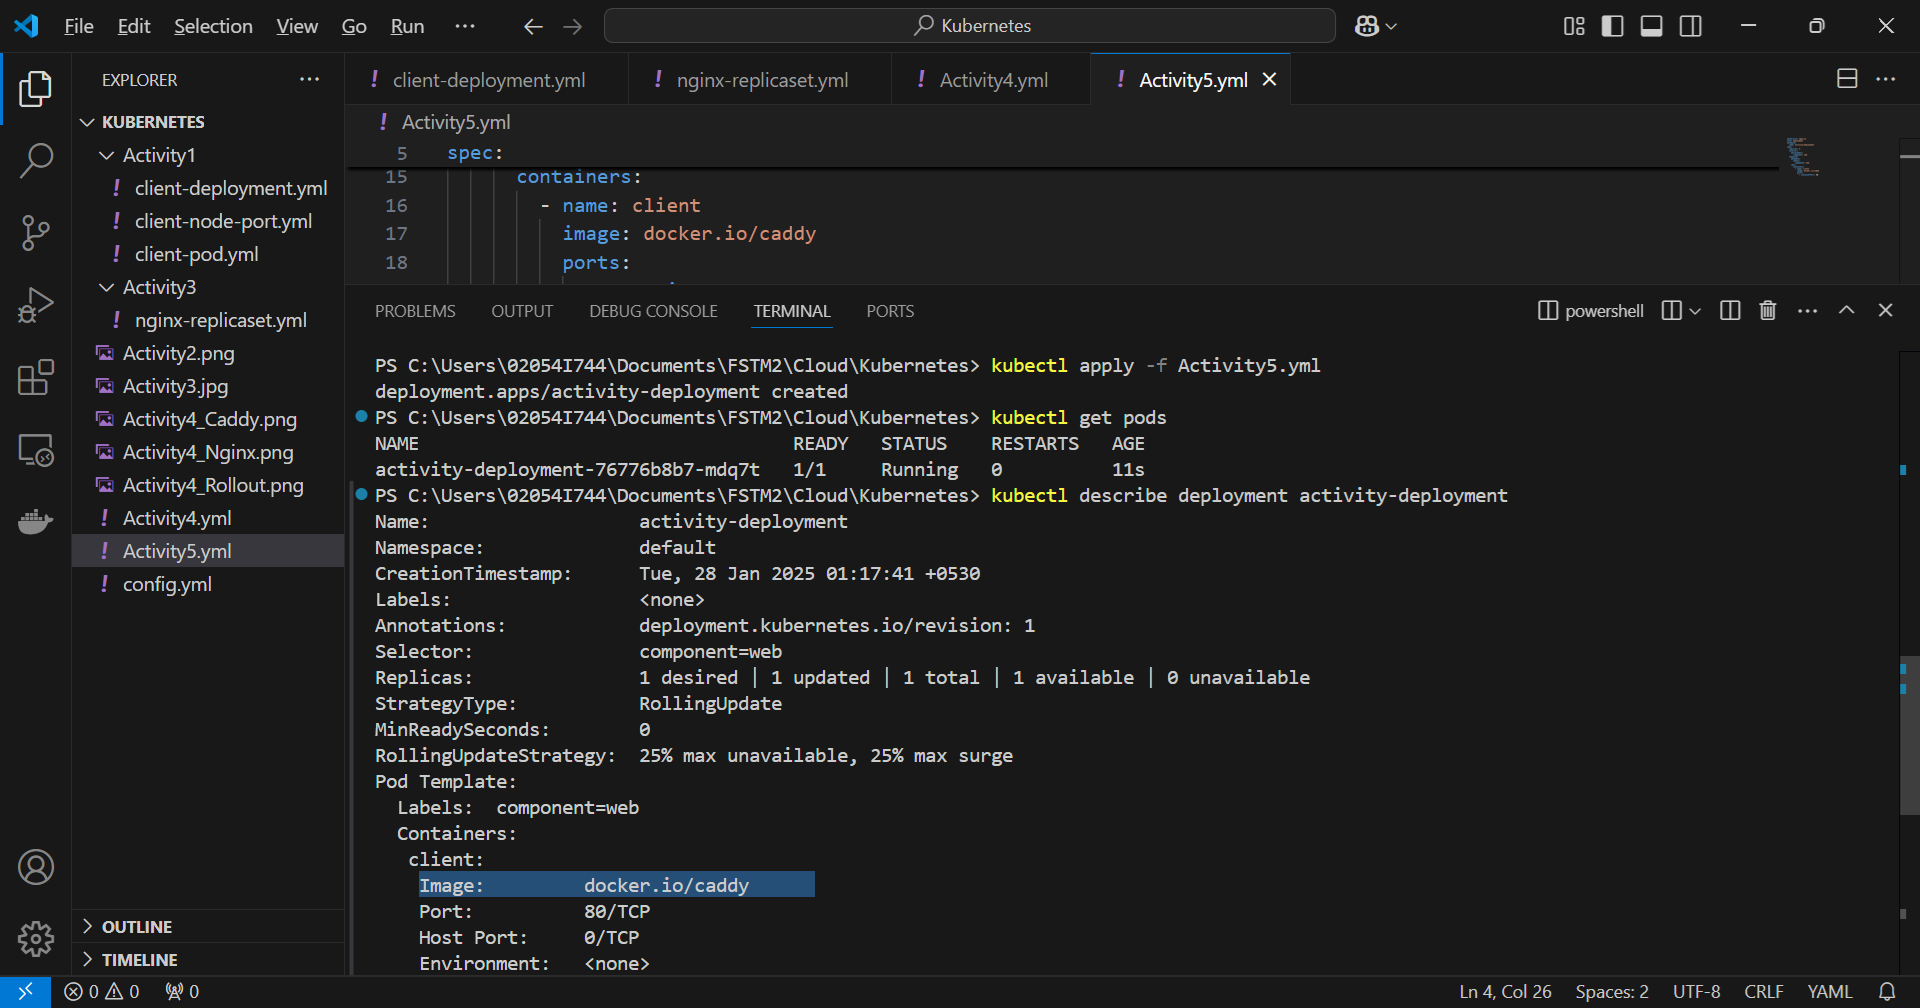 File Edit Selection View Go Run ··· Kubernetes
EXPLORER ···
KUBERNETES
Activity1
! client-deployment.yml
! client-node-port.yml
! client-pod.yml
Activity3
! nginx-replicaset.yml
Activity2.png
Activity3.jpg
Activity4_Caddy.png
Activity4_Nginx.png
Activity4_Rollout.png
! Activity4.yml
! Activity5.yml
! config.yml
OUTLINE
TIMELINE
! client-deployment.yml ! nginx-replicaset.yml ! Activity4.yml ! Activity5.yml
! Activity5.yml
5 spec:
15 containers:
16 - name: client
17 image: docker.io/caddy
18 ports:
PROBLEMS OUTPUT DEBUG CONSOLE TERMINAL PORTS powershell
PS C:\Users\02054I744\Documents\FSTM2\Cloud\Kubernetes> kubectl apply -f Activity5.yml
deployment.apps/activity-deployment created
PS C:\Users\02054I744\Documents\FSTM2\Cloud\Kubernetes> kubectl get pods
NAME READY STATUS RESTARTS AGE
activity-deployment-76776b8b7-mdq7t 1/1 Running 0 11s
PS C:\Users\02054I744\Documents\FSTM2\Cloud\Kubernetes> kubectl describe deployment activity-deployment
Name: activity-deployment
Namespace: default
CreationTimestamp: Tue, 28 Jan 2025 01:17:41 +0530
Labels: <none>
Annotations: deployment.kubernetes.io/revision: 1
Selector: component=web
Replicas: 1 desired | 1 updated | 1 total | 1 available | 0 unavailable
StrategyType: RollingUpdate
MinReadySeconds: 0
RollingUpdateStrategy: 25% max unavailable, 25% max surge
Pod Template:
Labels: component=web
Containers:
client:
Image: docker.io/caddy
Port: 80/TCP
Host Port: 0/TCP
Environment: <none>
0 0 0 Ln 4, Col 26 Spaces: 2 UTF-8 CRLF YAML